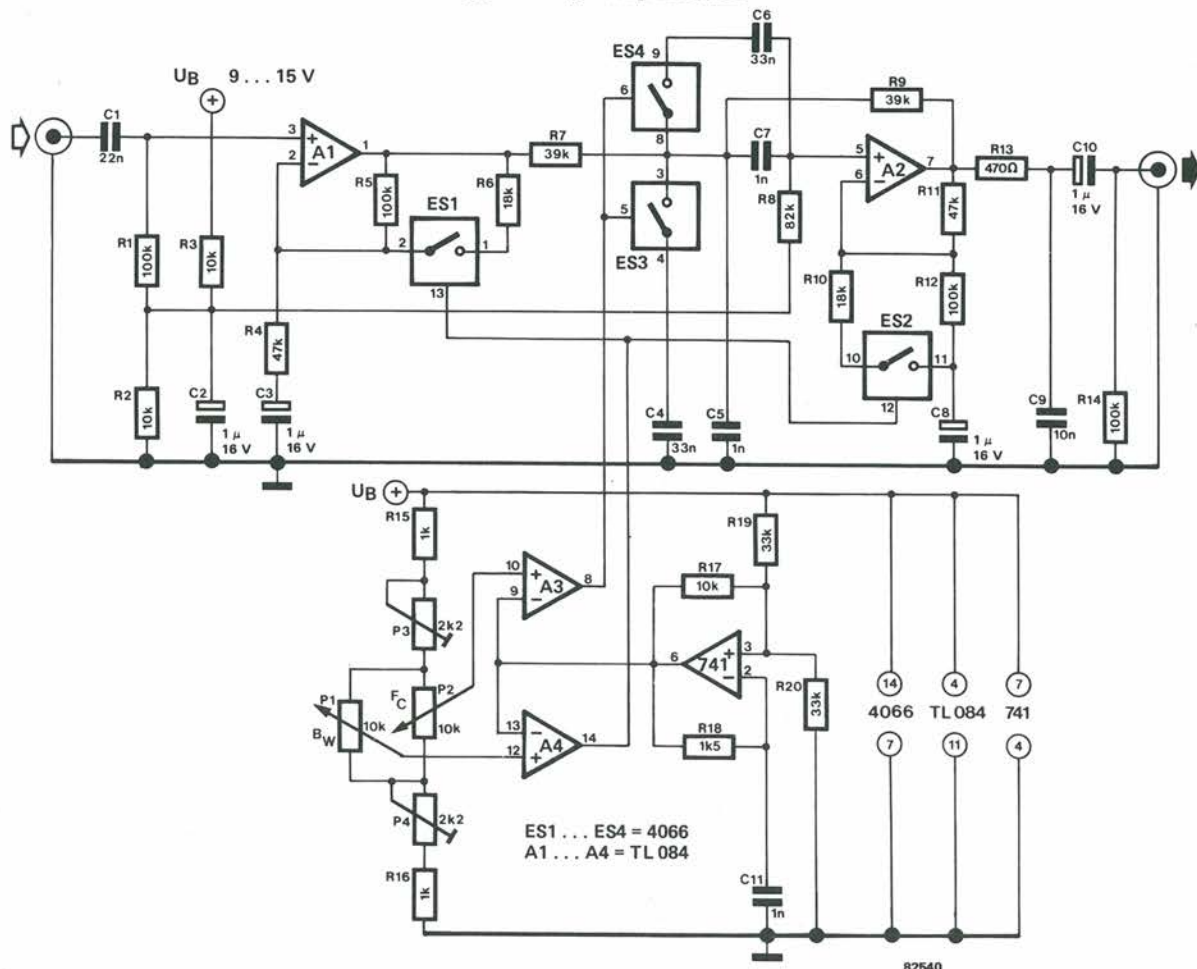 C6
33n
9
ES4
6
8
UB 9 . . . 15 V
+
R9
39k
C1
22n
3
+
2
−
A1
1
R7
39k
C7
1n
5
+
6
−
A2
7
R13
470Ω
C10
1 µ
16 V
R5
100k
R6
18k
ES1
2
1
13
3
5
ES3
4
R8
82k
R11
47k
R1
100k
R3
10k
R10
18k
R12
100k
ES2
10
11
12
R4
47k
R2
10k
C2
1 µ
16 V
C3
1 µ
16 V
C4
33n
C5
1n
C8
1 µ
16 V
C9
10n
R14
100k
UB
+
R15
1k
R19
33k
10
+
9
−
A3
8
R17
10k
P3
2k2
6
741
+
3
−
2
R20
33k
P1
10k
BW
FC
P2
10k
13
−
12
+
A4
14
R18
1k5
14
4
7
4066
TL 084
741
7
11
4
P4
2k2
R16
1k
ES1 . . . ES4 = 4066
A1 . . . A4 = TL 084
C11
1n
82540